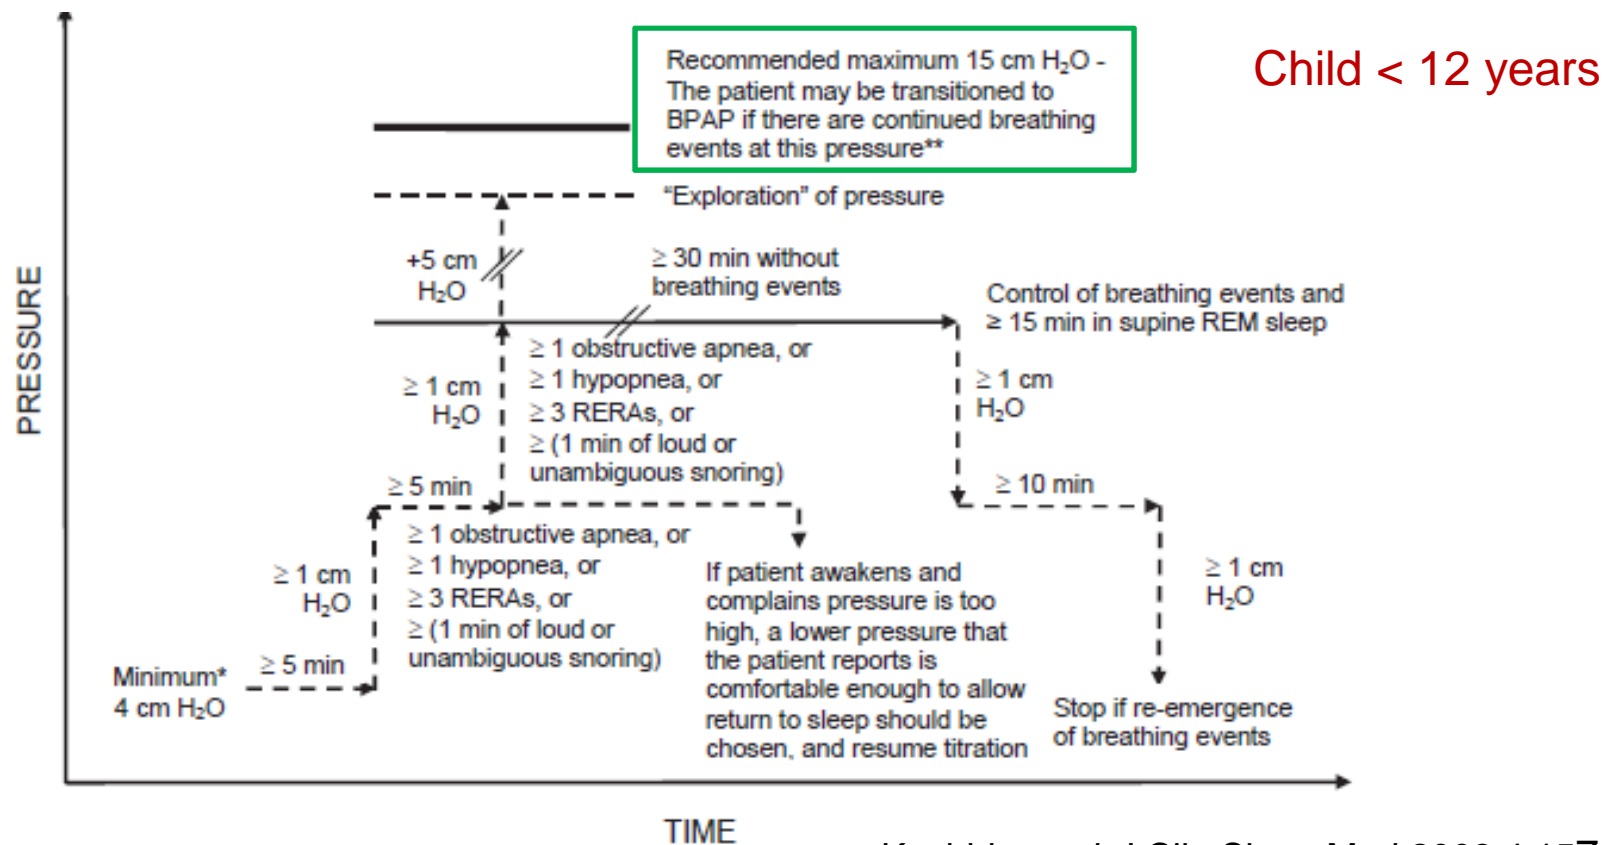 Child < 12 years
Recommended maximum 15 cm H₂O -
The patient may be transitioned to
BPAP if there are continued breathing
events at this pressure**
“Exploration” of pressure
+5 cm
H₂O
≥ 30 min without
breathing events
Control of breathing events and
≥ 15 min in supine REM sleep
≥ 1 cm
H₂O
≥ 1 obstructive apnea, or
≥ 1 hypopnea, or
≥ 3 RERAs, or
≥ (1 min of loud or
unambiguous snoring)
≥ 1 cm
H₂O
≥ 5 min
≥ 10 min
≥ 1 cm
H₂O
≥ 1 obstructive apnea, or
≥ 1 hypopnea, or
≥ 3 RERAs, or
≥ (1 min of loud or
unambiguous snoring)
If patient awakens and
complains pressure is too
high, a lower pressure that
the patient reports is
comfortable enough to allow
return to sleep should be
chosen, and resume titration
≥ 1 cm
H₂O
Minimum*
4 cm H₂O
≥ 5 min
Stop if re-emergence
of breathing events
PRESSURE
TIME